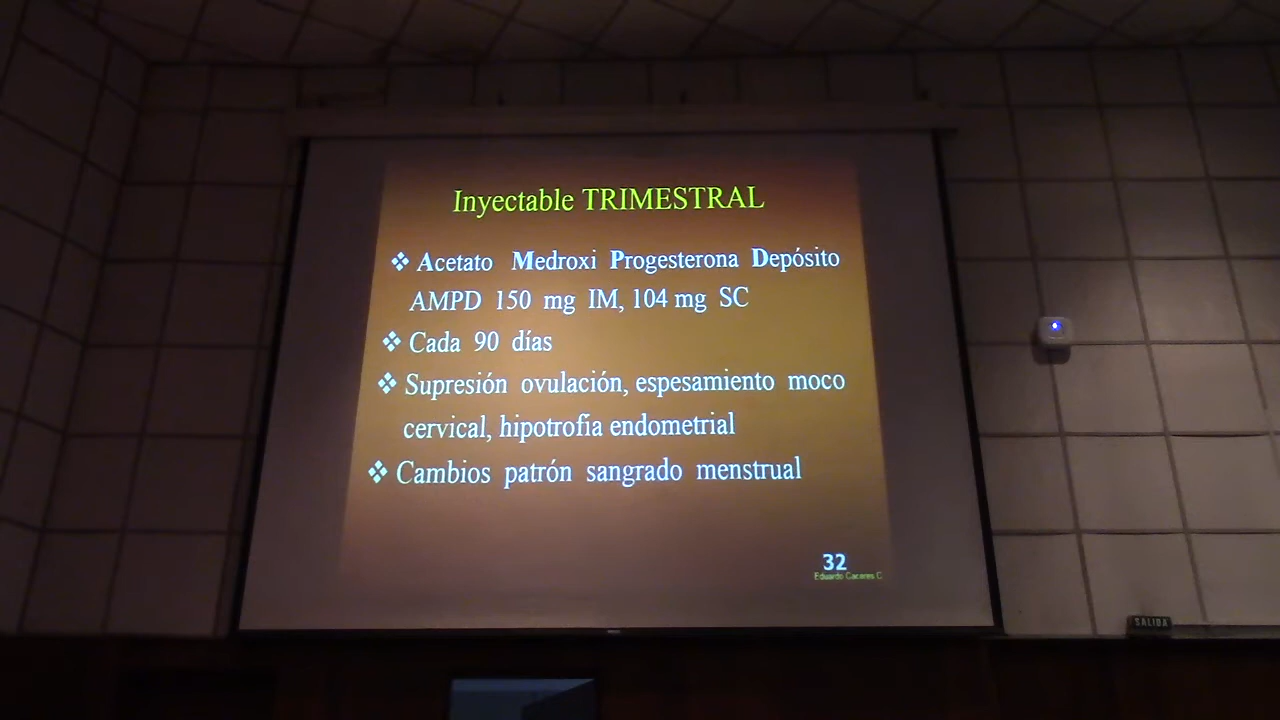 Inyectable TRIMESTRAL
❖ Acetato Medroxi Progesterona Depósito
AMPD 150 mg IM, 104 mg SC
❖ Cada 90 días
❖ Supresión ovulación, espesamiento moco
cervical, hipotrofía endometrial
❖ Cambios patrón sangrado menstrual
32
Eduardo Caceres C
SALIDA